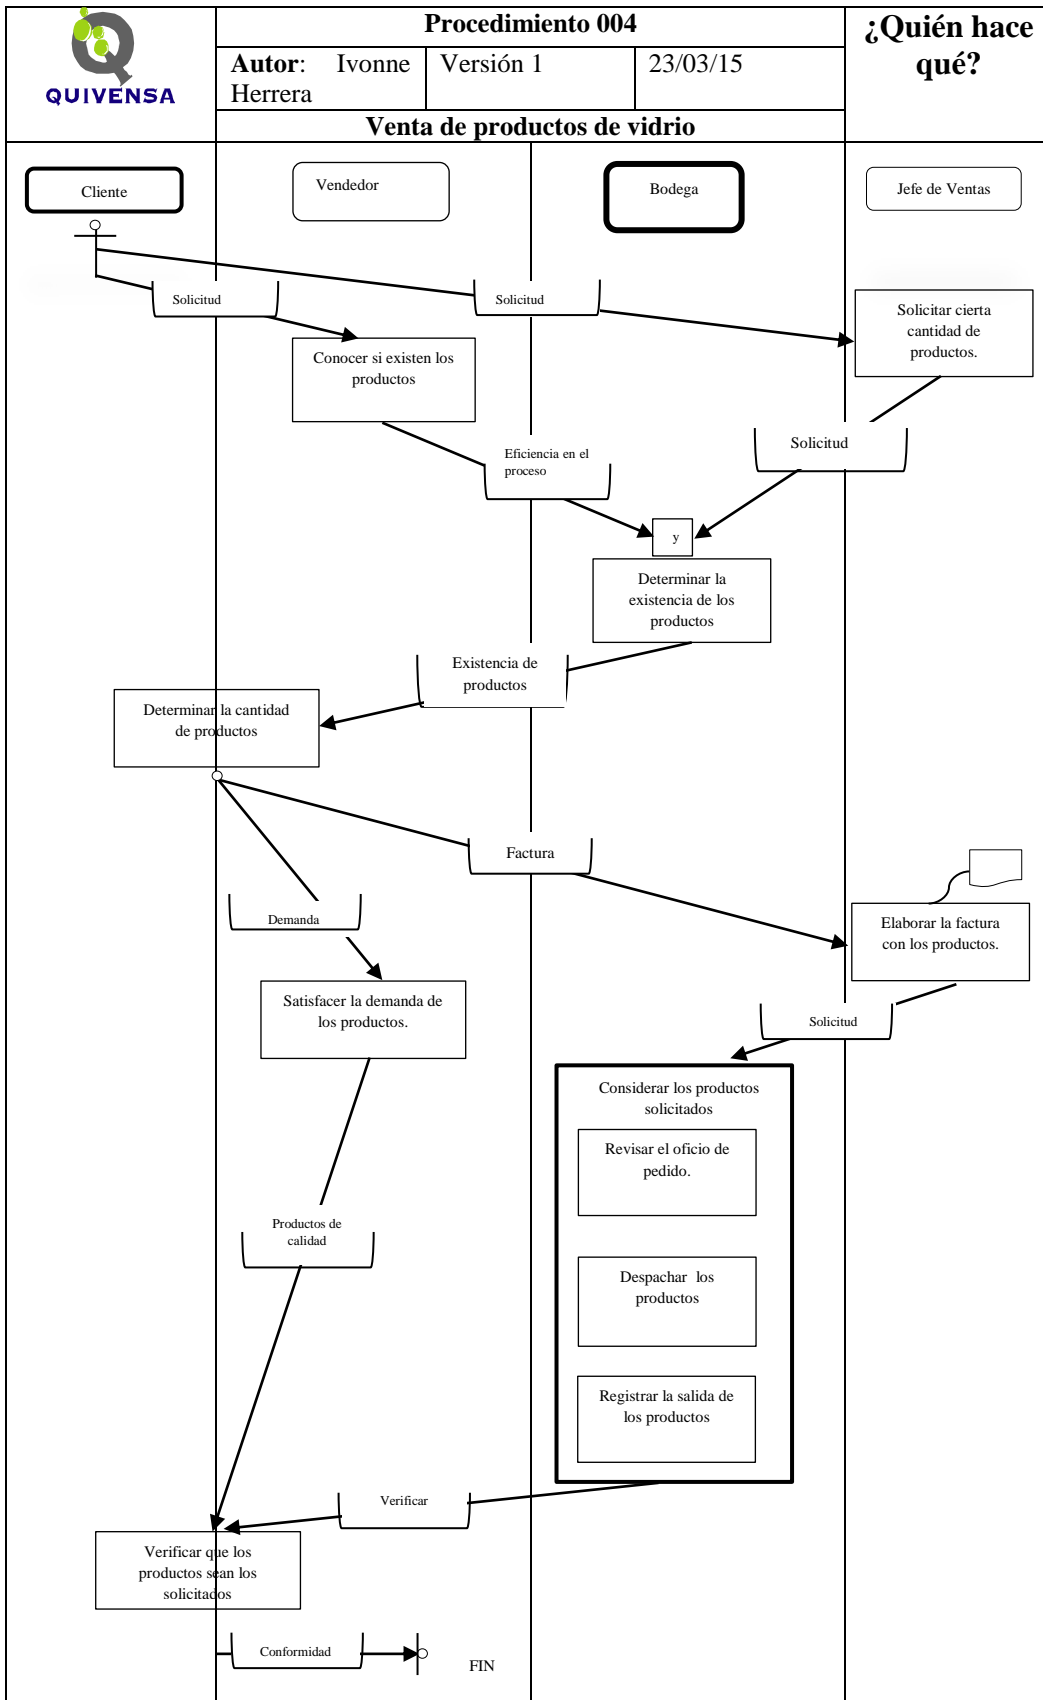 QUIVENSA
Procedimiento 004
¿Quién hace
qué?
Autor: Ivonne
Herrera
Versión 1
23/03/15
Venta de productos de vidrio
Cliente
Vendedor
Bodega
Jefe de Ventas
Solicitud
Solicitud
Solicitar cierta
cantidad de
productos.
Conocer si existen los
productos
Solicitud
Eficiencia en el
proceso
y
Determinar la
existencia de los
productos
Existencia de
productos
Determinar la cantidad
de productos
Factura
Demanda
Elaborar la factura
con los productos.
Satisfacer la demanda de
los productos.
Solicitud
Considerar los productos
solicitados
Revisar el oficio de
pedido.
Productos de
calidad
Despachar los
productos
Registrar la salida de
los productos
Verificar
Verificar que los
productos sean los
solicitados
Conformidad
FIN